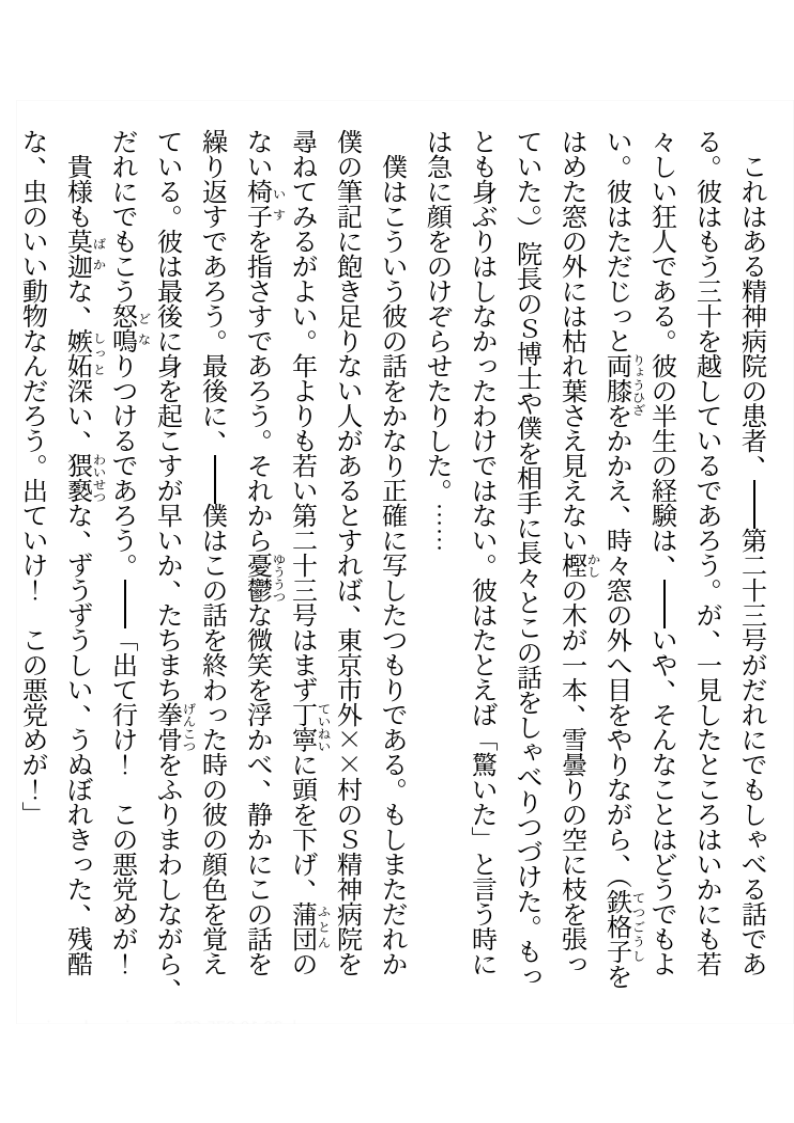 これはある精神病院の患者、――第二十三号がだれにでもしゃべる話であ
る。彼はもう三十を越しているであろう。が、一見したところはいかにも若
々しい狂人である。彼の半生の経験は、――いや、そんなことはどうでもよ
い。彼はただじっと両膝をかかえ、時々窓の外へ目をやりながら、（鉄格子を
はめた窓の外には枯れ葉さえ見えない樫の木が一本、雪曇りの空に枝を張っ
ていた。）院長のＳ博士や僕を相手に長々とこの話をしゃべりつづけた。もっ
とも身ぶりはしなかったわけではない。彼はたとえば「驚いた」と言う時に
は急に顔をのけぞらせたりした。……
　僕はこういう彼の話をかなり正確に写したつもりである。もしまただれか
僕の筆記に飽き足りない人があるとすれば、東京市外××村のＳ精神病院を
尋ねてみるがよい。年よりも若い第二十三号はまず丁寧に頭を下げ、蒲団の
ない椅子を指さすであろう。それから憂鬱な微笑を浮かべ、静かにこの話を
繰り返すであろう。最後に、――僕はこの話を終わった時の彼の顔色を覚え
ている。彼は最後に身を起こすが早いか、たちまち拳骨をふりまわしながら、
だれにでもこう怒鳴りつけるであろう。――「出て行け！　この悪党めが！
貴様も莫迦な、嫉妬深い、猥褻な、ずうずうしい、うぬぼれきった、残酷
な、虫のいい動物なんだろう。出ていけ！　この悪党めが！」